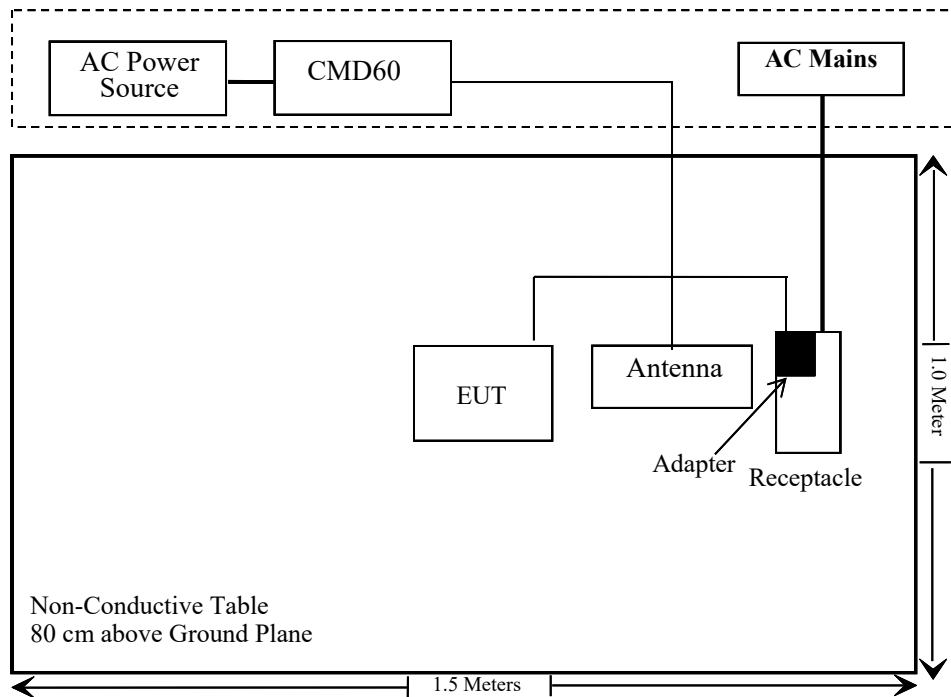 AC Power
Source
CMD60
AC Mains
EUT
Antenna
Adapter
Receptacle
1.0 Meter
Non-Conductive Table
80 cm above Ground Plane
1.5 Meters